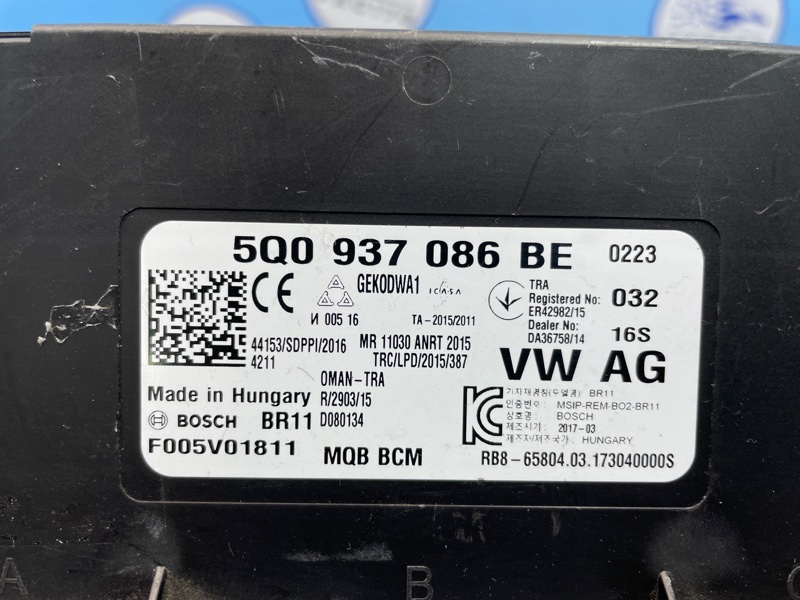 5Q0 937 086 BE 0223
CE GEKODWA1 ICASA
И 005 16 TA-2015/2011
TRA
Registered No: 032
ER42982/15
Dealer No: 16S
DA36758/14
44153/SDPPI/2016 MR 11030 ANRT 2015
4211 TRC/LPD/2015/387
VW AG
OMAN-TRA
Made in Hungary R/2903/15
BOSCH BR11 D080134
F005V01811 MQB BCM
KC
기자재명칭(모델명) : BR11
인증번호 : MSIP-REM-BO2-BR11
상호명 : BOSCH
제조시기 : 2017-03
제조자/제조국가 : HUNGARY
RB8-65804.03.173040000S
A B